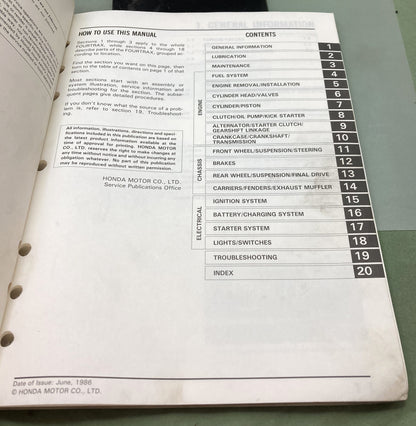 HOW TO USE THIS MANUAL
Sections 1 through 3 apply to the whole
FOURTRAX, while sections 4 through 18
describe parts of the FOURTRAX, grouped ac-
cording to location.
Find the section you want on this page, then
turn to the table of contents on page 1 of that
section.
Most sections start with an assembly or
system illustration, service information and
troubleshooting for the section. The subse-
quent pages give detailed procedures.
If you don't know what the source of a prob-
lem is, refer to section 19, Troubleshoot-
ing.
All information, illustrations, directions and speci-
fications included in this publication are based on
the latest product information available at the
time of approval for printing. HONDA MOTOR
CO., LTD. reserves the right to make changes at
any time without notice and without incurring any
obligation whatever. No part of this publication
may be reproduced without written permission.
HONDA MOTOR CO., LTD.
Service Publications Office
CONTENTS
GENERAL INFORMATION 1
LUBRICATION 2
MAINTENANCE 3
ENGINE
FUEL SYSTEM 4
ENGINE REMOVAL/INSTALLATION 5
CYLINDER HEAD/VALVES 6
CYLINDER/PISTON 7
CLUTCH/OIL PUMP/KICK STARTER 8
ALTERNATOR/STARTER CLUTCH/
GEARSHIFT LINKAGE 9
CRANKCASE/CRANKSHAFT/
TRANSMISSION 10
CHASSIS
FRONT WHEEL/SUSPENSION/STEERING 11
BRAKES 12
REAR WHEEL/SUSPENSION/FINAL DRIVE 13
CARRIERS/FENDERS/EXHAUST MUFFLER 14
ELECTRICAL
IGNITION SYSTEM 15
BATTERY/CHARGING SYSTEM 16
STARTER SYSTEM 17
LIGHTS/SWITCHES 18
TROUBLESHOOTING 19
INDEX 20
Date of Issue: June, 1986
© HONDA MOTOR CO., LTD.